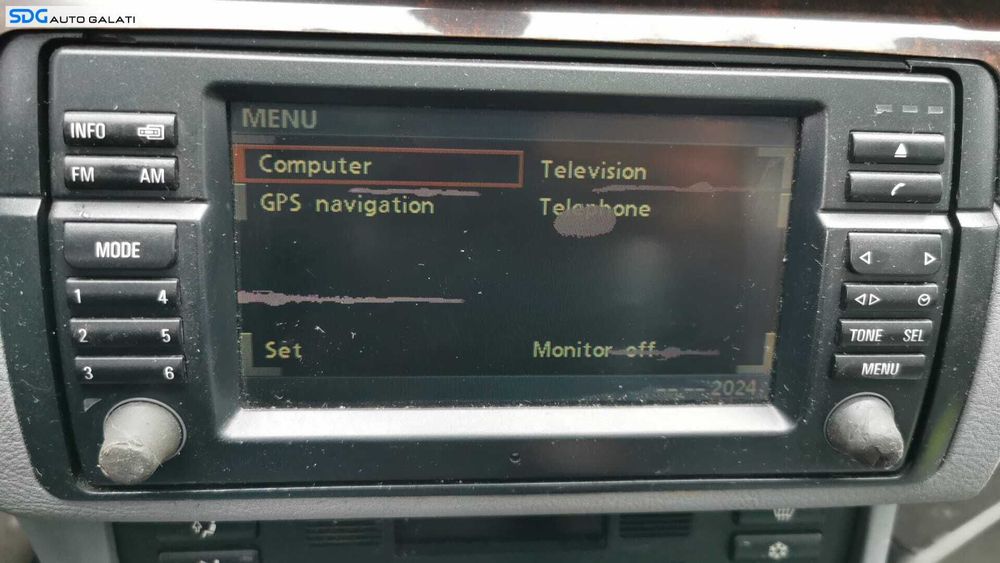 SDG AUTO GALATI
MENU
INFO
FM AM
MODE
1 4
2 5
3 6
Computer
Television
GPS navigation
Telephone
Set
Monitor off
-- -- 2024
TONE SEL
MENU